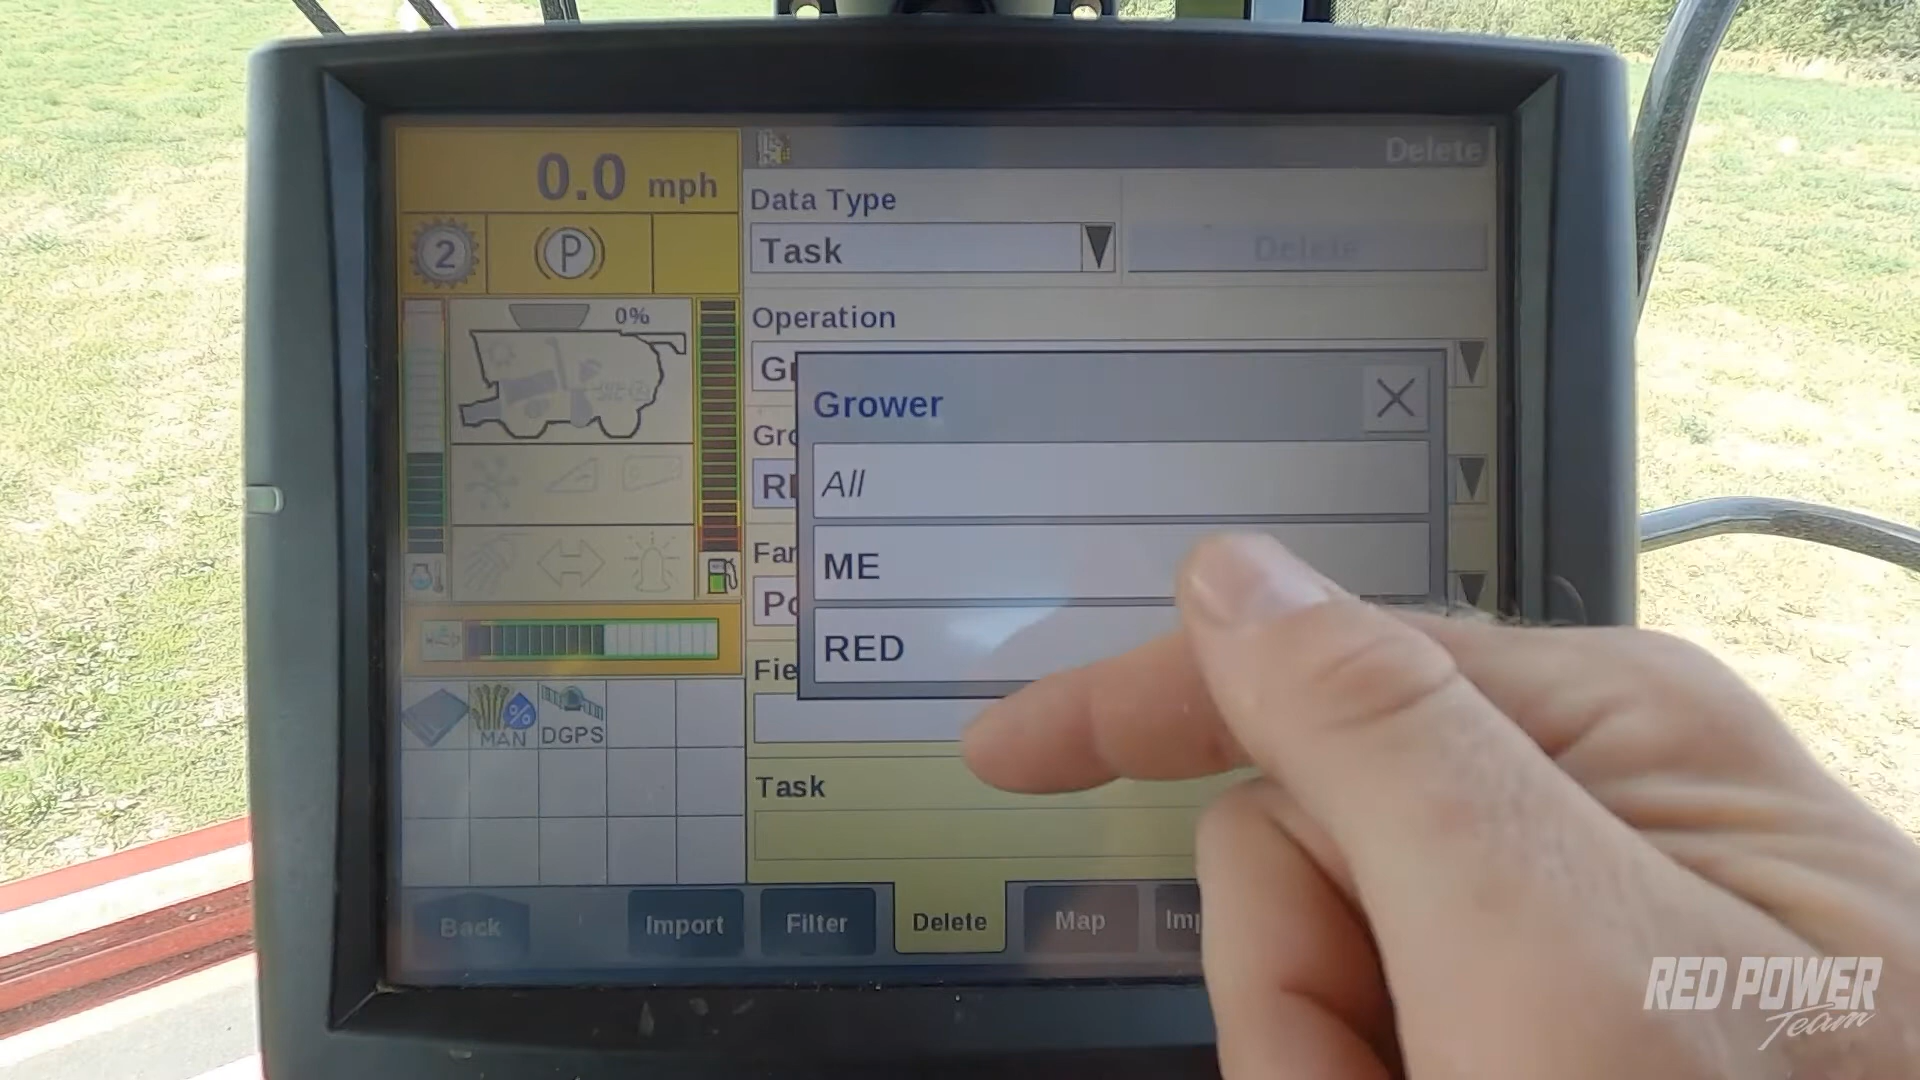 0.0 mph
Delete
Data Type
2
P
Task
Delete
0%
Operation
Grower
All
ME
RED
MAN
DGPS
%
Task
Back
Import
Filter
Delete
Map
RED POWER
Team